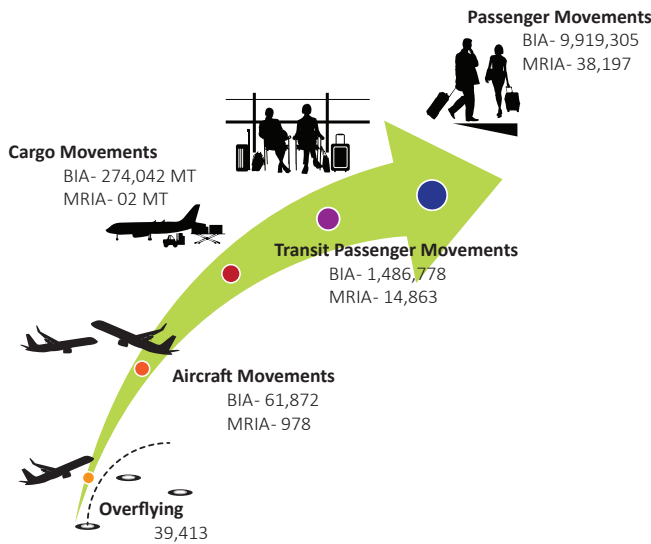 Passenger Movements
BIA- 9,919,305
MRIA- 38,197
Cargo Movements
BIA- 274,042 MT
MRIA- 02 MT
Transit Passenger Movements
BIA- 1,486,778
MRIA- 14,863
Aircraft Movements
BIA- 61,872
MRIA- 978
Overflying
39,413